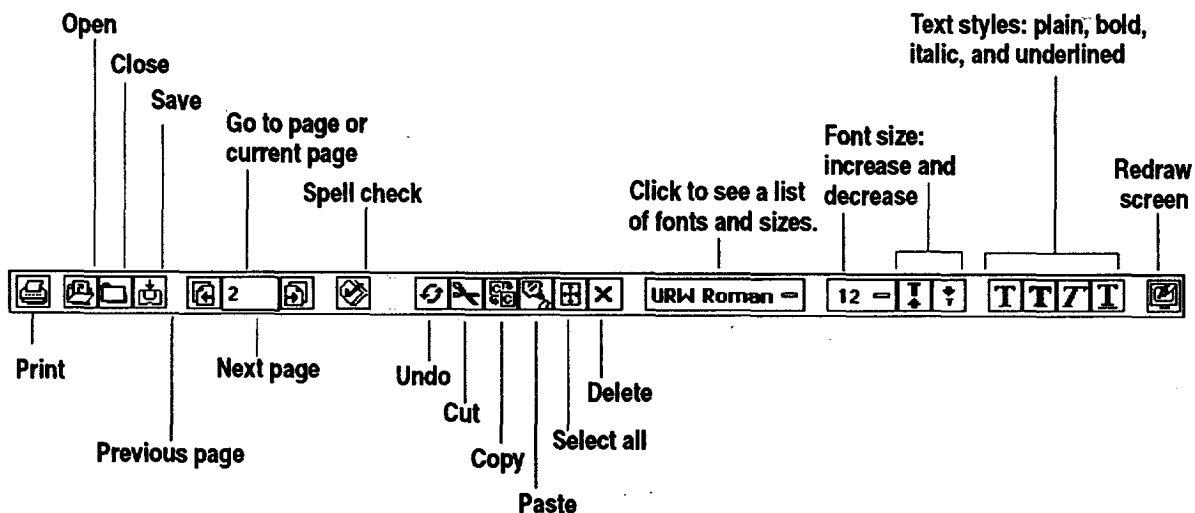 Open
Close
Save
Go to page or
current page
Spell check
Click to see a list
of fonts and sizes.
Font size:
increase and
decrease
Text styles: plain, bold,
italic, and underlined
Redraw
screen
2
URW Roman
12
T T T T
Print
Previous page
Next page
Undo
Cut
Copy
Paste
Select all
Delete